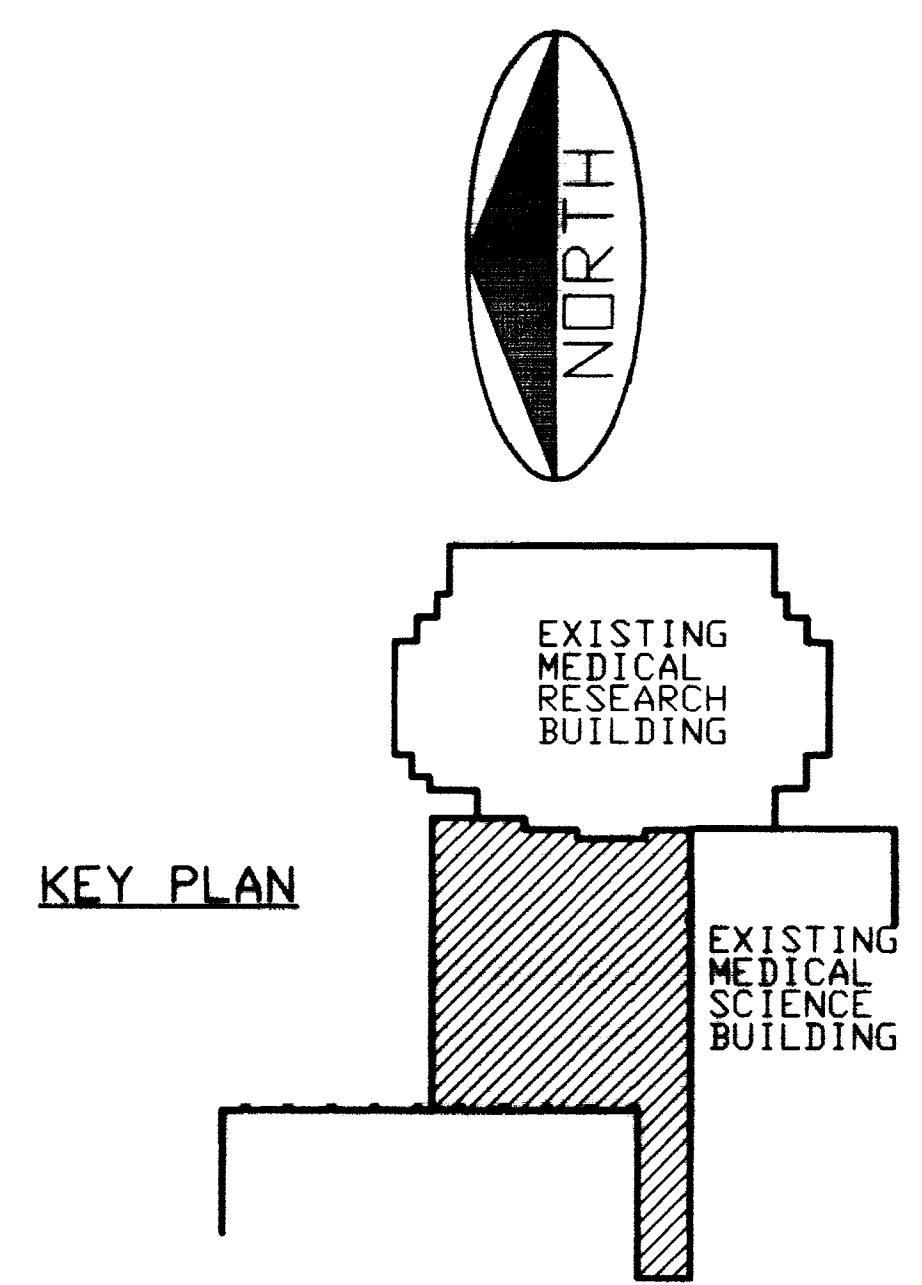 NORTH
EXISTING
MEDICAL
RESEARCH
BUILDING
KEY PLAN
EXISTING
MEDICAL
SCIENCE
BUILDING